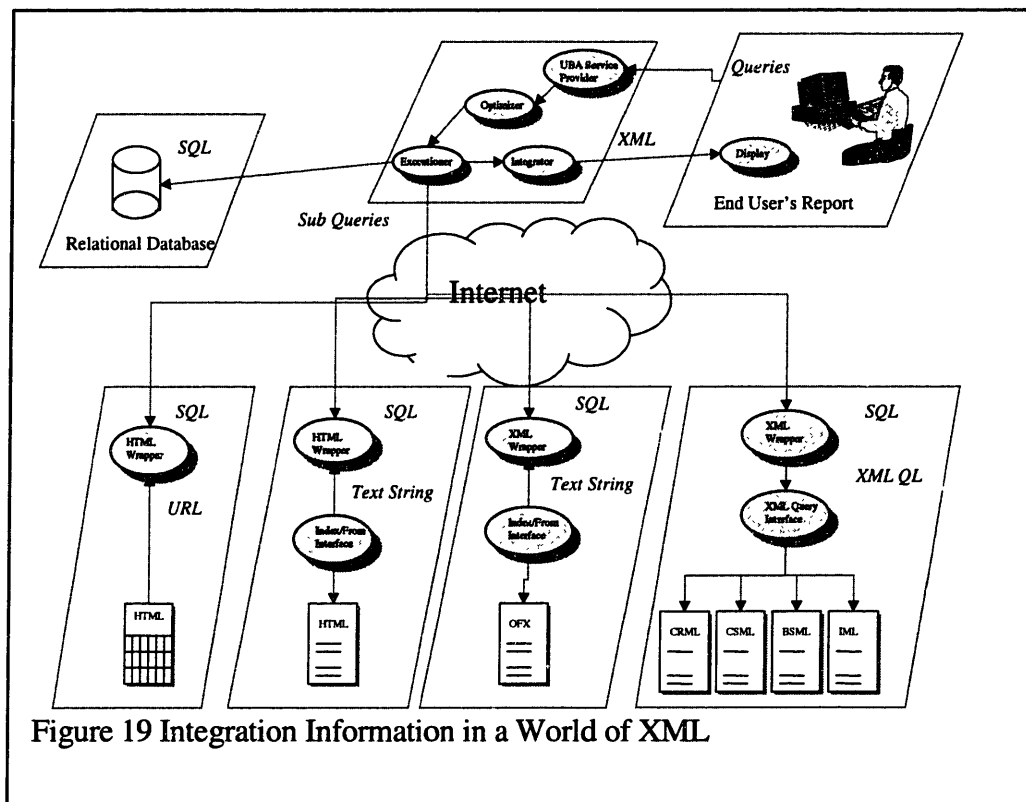 UBA Service
Provider
Queries
Optimizer
SQL
XML
Executioner
Integrator
Display
End User's Report
Sub Queries
Relational Database
Internet
SQL
HTML
Wrapper
URL
HTML
SQL
HTML
Wrapper
Text String
Index/From
Interface
HTML
SQL
XML
Wrapper
Text String
Index/From
Interface
OFX
SQL
XML
Wrapper
XML QL
XML Query
Interface
CRML
CSML
BSML
IML
Figure 19 Integration Information in a World of XML